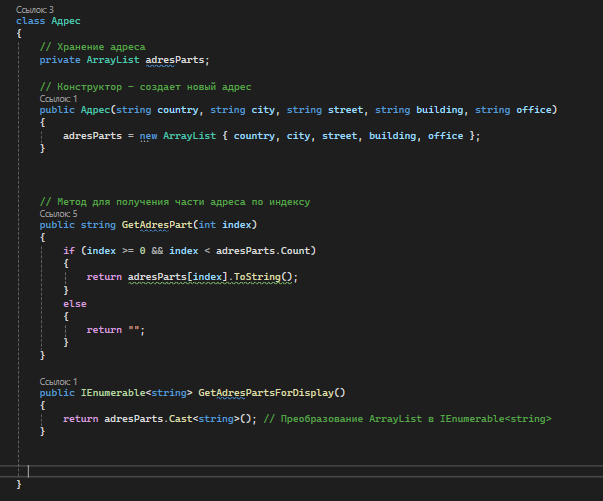 Ссылок: 3
class Адрес
{
// Хранение адреса
private ArrayList adresParts;
// Конструктор - создает новый адрес
Ссылок: 1
public Адрес(string country, string city, string street, string building, string office)
{
adresParts = new ArrayList { country, city, street, building, office };
}
// Метод для получения части адреса по индексу
Ссылок: 5
public string GetAdresPart(int index)
{
if (index >= 0 && index < adresParts.Count)
{
return adresParts[index].ToString();
}
else
{
return "";
}
}
Ссылок: 1
public IEnumerable<string> GetAdresPartsForDisplay()
{
return adresParts.Cast<string>(); // Преобразование ArrayList в IEnumerable<string>
}
}